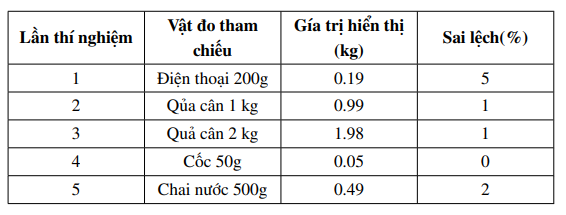 Lần thí nghiệm | Vật đo tham chiếu | Gía trị hiển thị (kg) | Sai lệch(%)
1 | Điện thoại 200g | 0.19 | 5
2 | Qủa cân 1 kg | 0.99 | 1
3 | Quả cân 2 kg | 1.98 | 1
4 | Cốc 50g | 0.05 | 0
5 | Chai nước 500g | 0.49 | 2